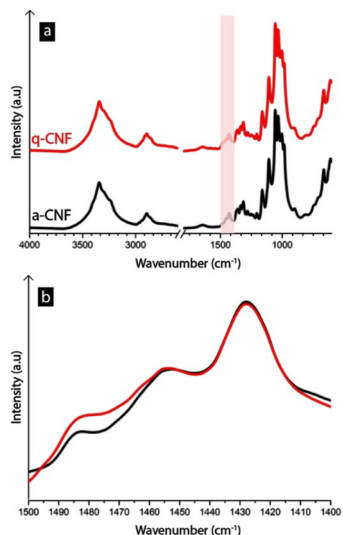 a
Intensity (a.u)
q-CNF
a-CNF
4000 3500 3000 1500 1000
Wavenumber (cm⁻¹)
b
Intensity (a.u)
1500 1490 1480 1470 1460 1450 1440 1430 1420 1410 1400
Wavenumber (cm⁻¹)